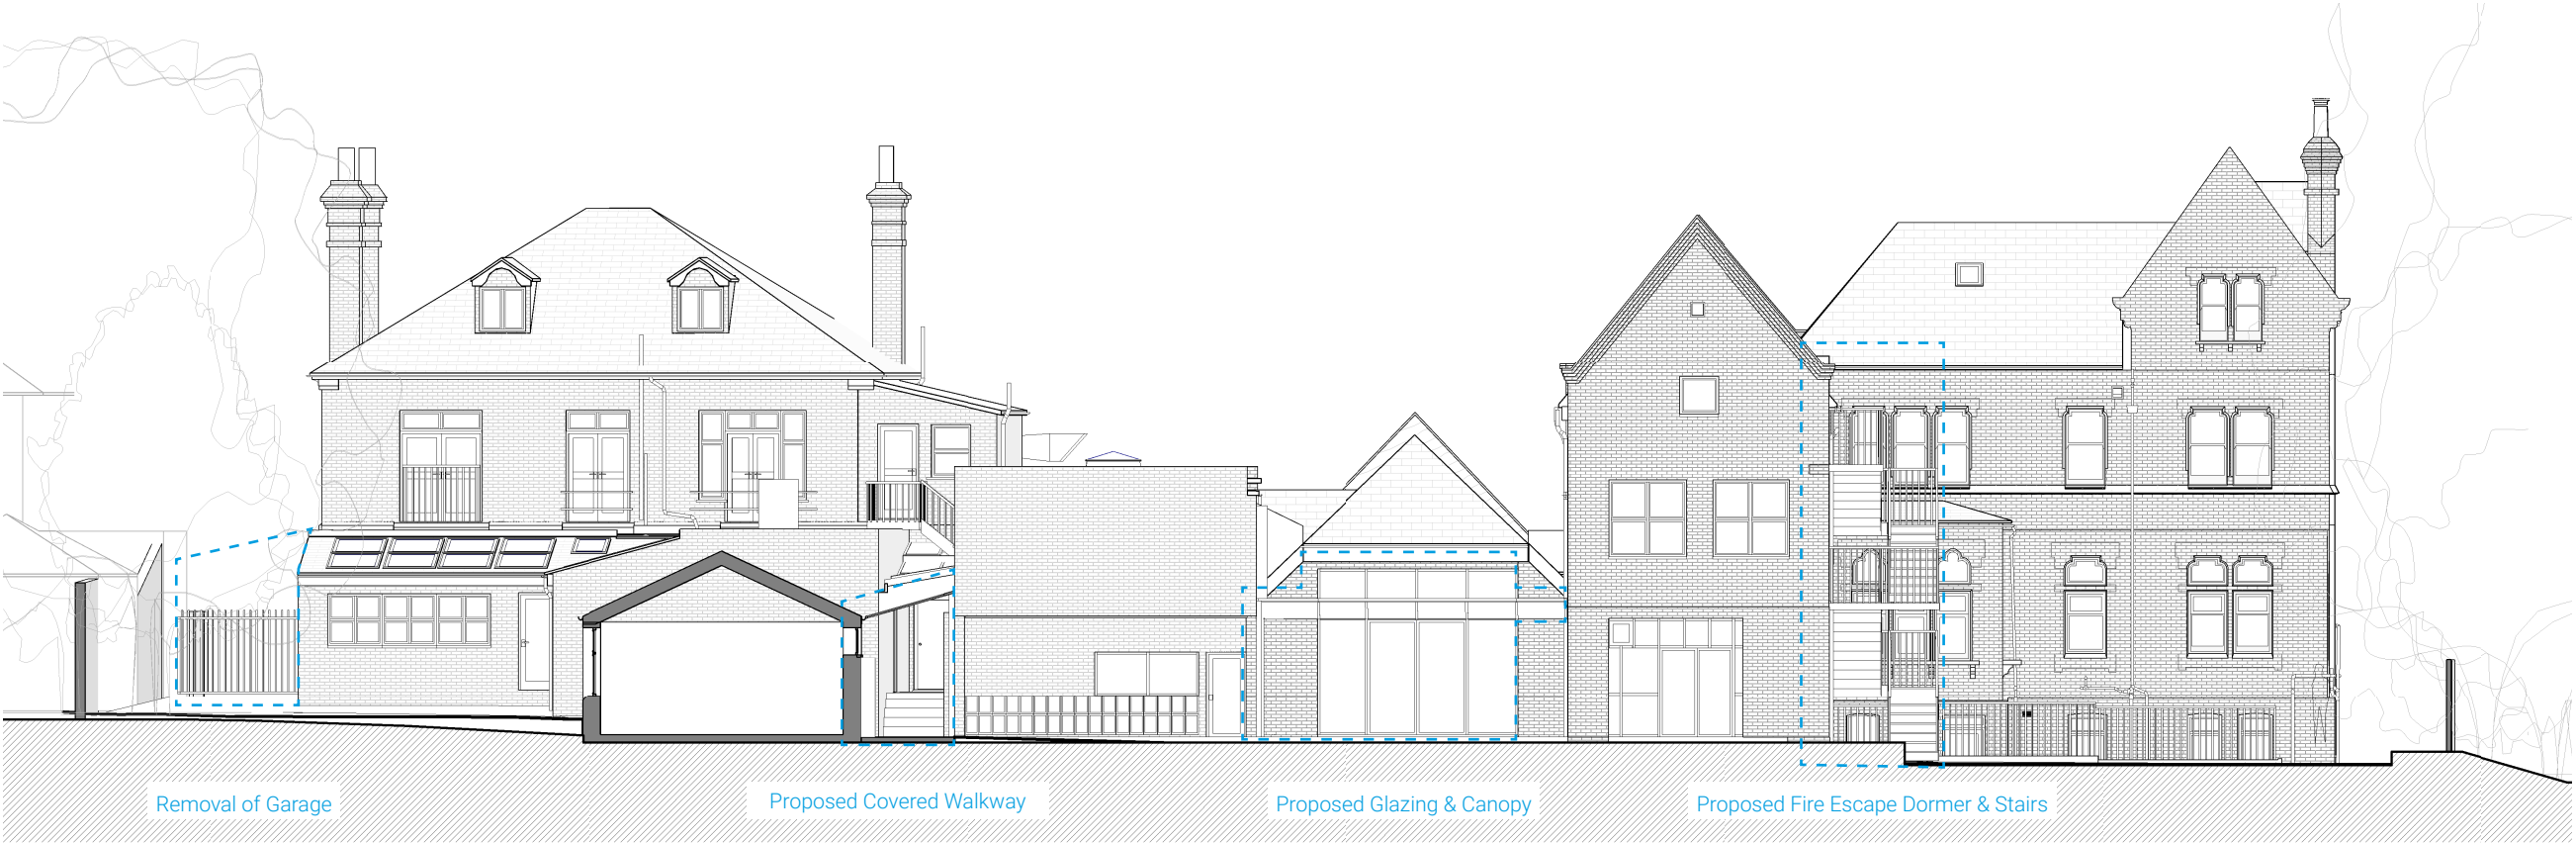 Removal of Garage
Proposed Covered Walkway
Proposed Glazing & Canopy
Proposed Fire Escape Dormer & Stairs